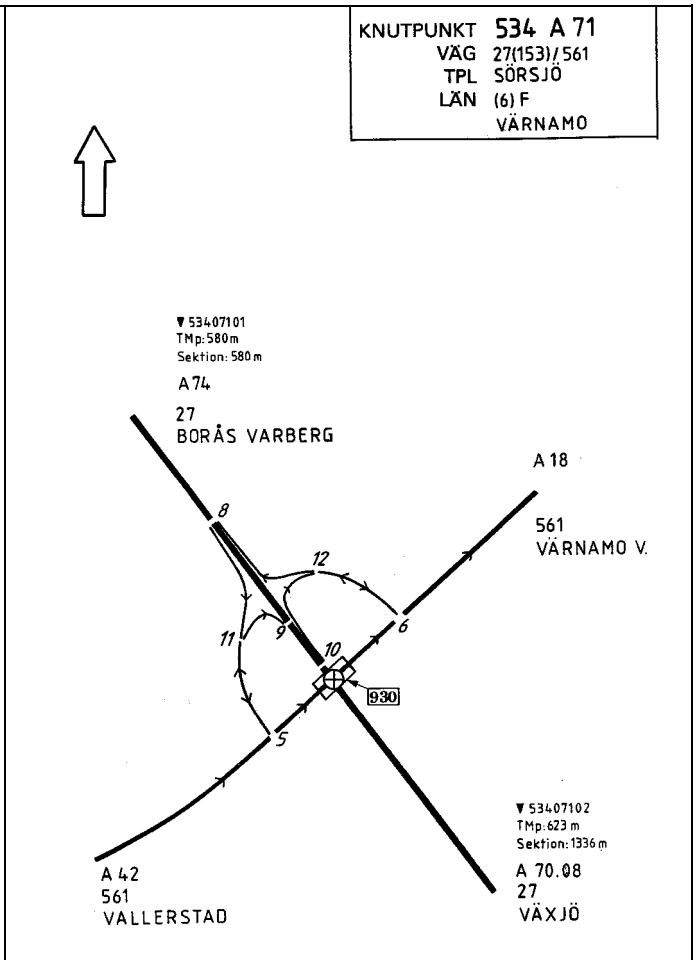 KNUTPUNKT 534 A 71
VÄG 27(153)/561
TPL SÖRSJÖ
LÄN (6) F
VÄRNAMO
▼ 53407101
TMp: 580 m
Sektion: 580 m
A 74
27
BORÅS VARBERG
A 18
561
VÄRNAMO V.
8
12
11
9
6
10
930
5
▼ 53407102
TMp: 623 m
Sektion: 1336 m
A 70.08
27
VÄXJÖ
A 42
561
VALLERSTAD